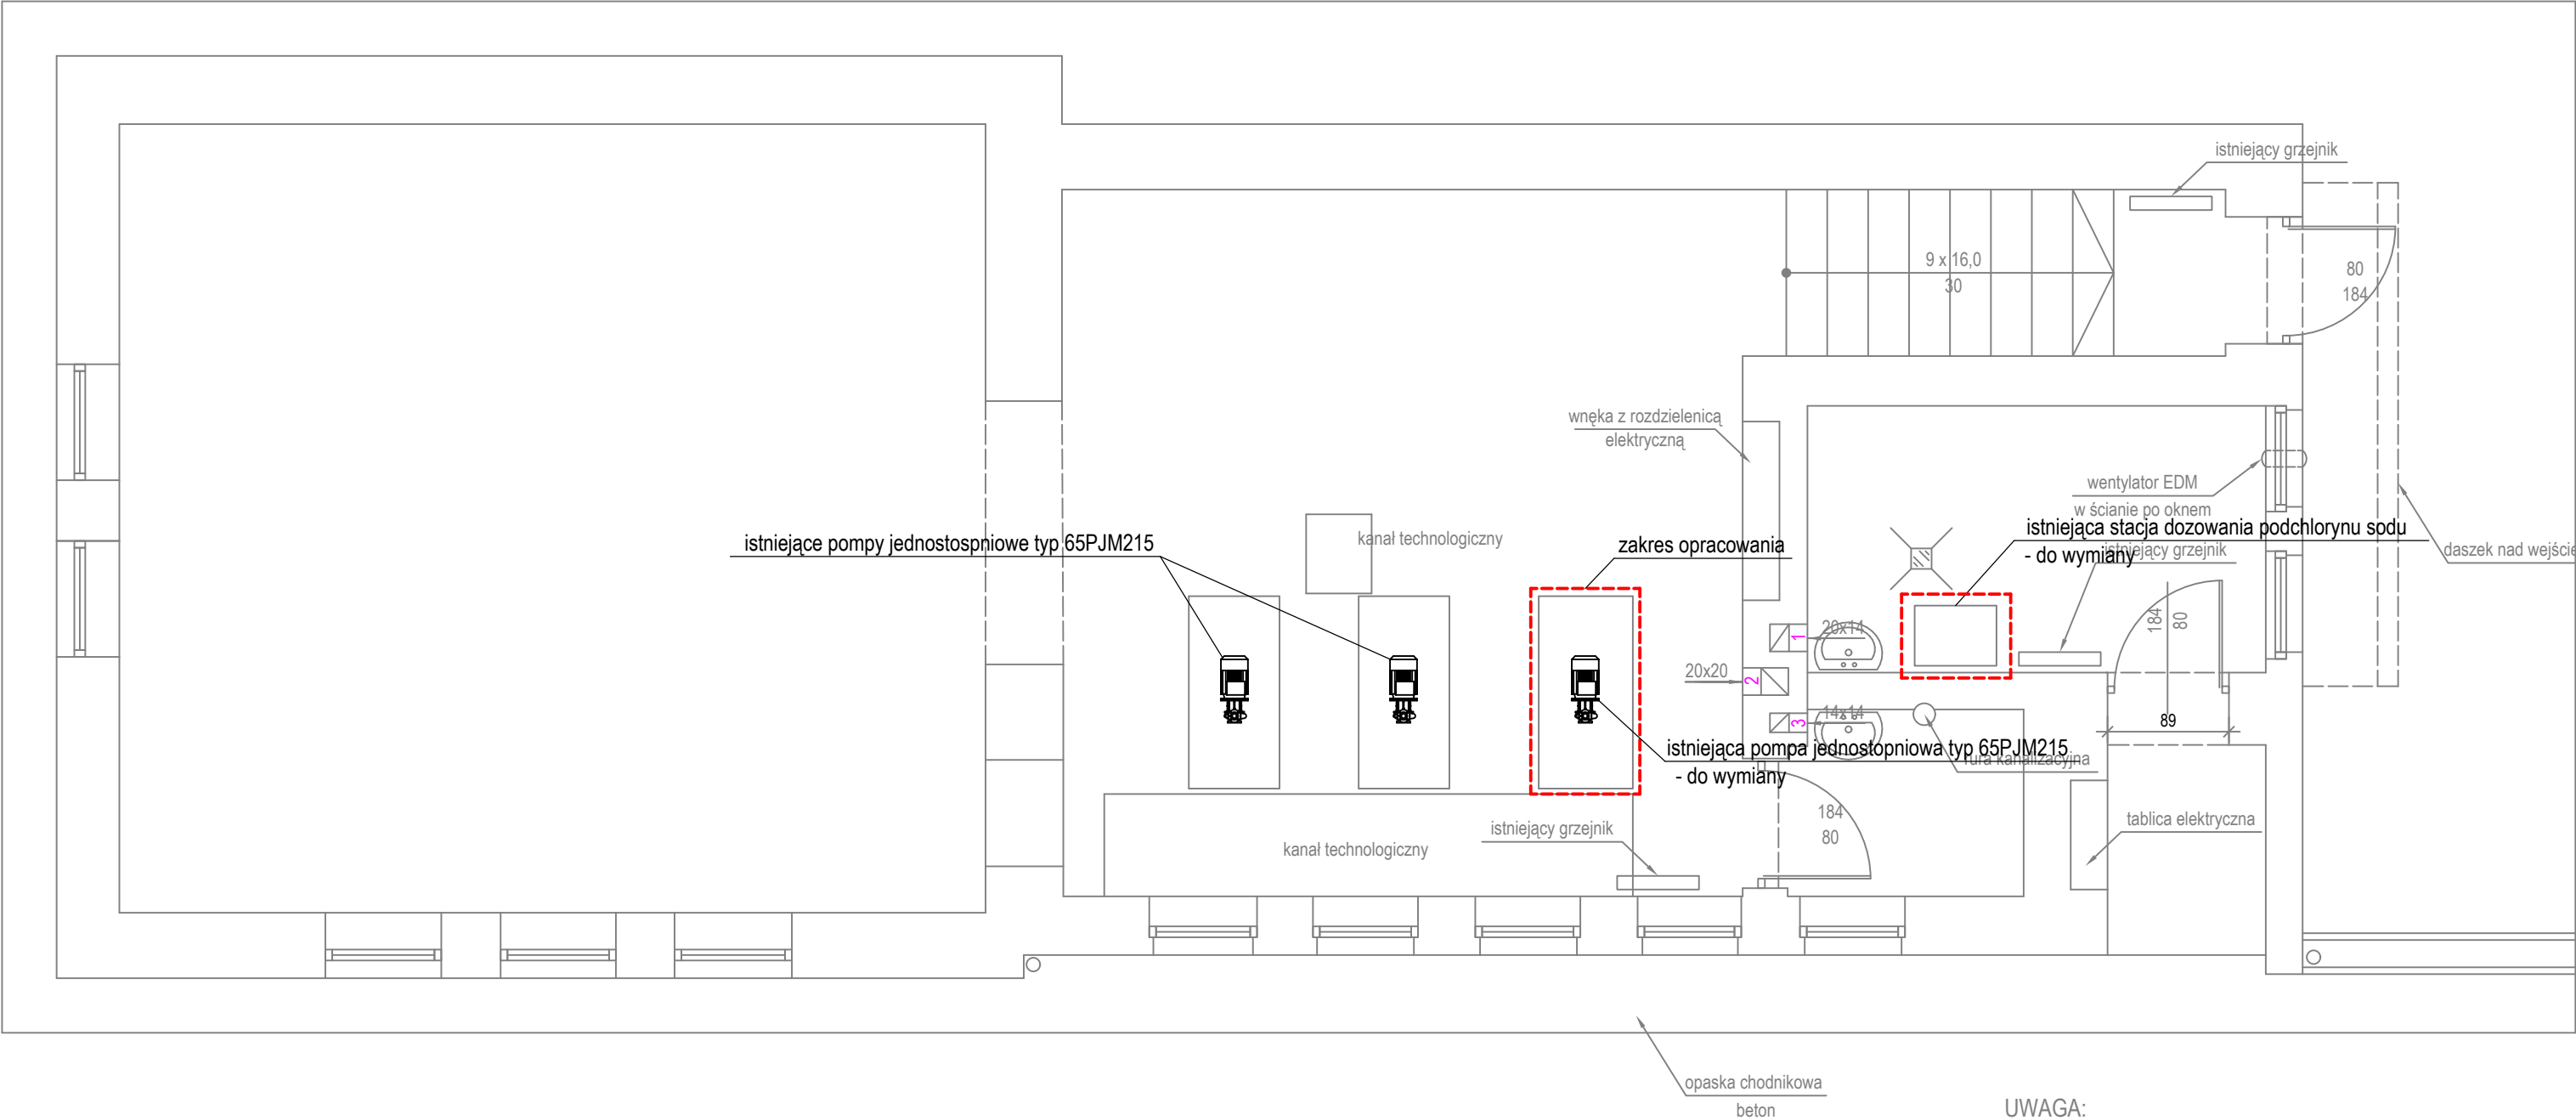 istniejący grzejnik
9 x 16,0
30
80
184
wnęka z rozdzielenicą
elektryczną
wentylator EDM
w ścianie po oknem
istniejąca stacja dozowania podchlorynu sodu
- do wymiany
istniejący grzejnik
daszek nad wejście
istniejące pompy jednostospniowe typ 65PJM215
kanał technologiczny
zakres opracowania
184
80
1
20x14
20x20
2
3
14x14
89
istniejąca pompa jednostopniowa typ 65PJM215
- do wymiany
rura kanalizacyjna
184
80
tablica elektryczna
istniejący grzejnik
kanał technologiczny
opaska chodnikowa
beton
UWAGA: